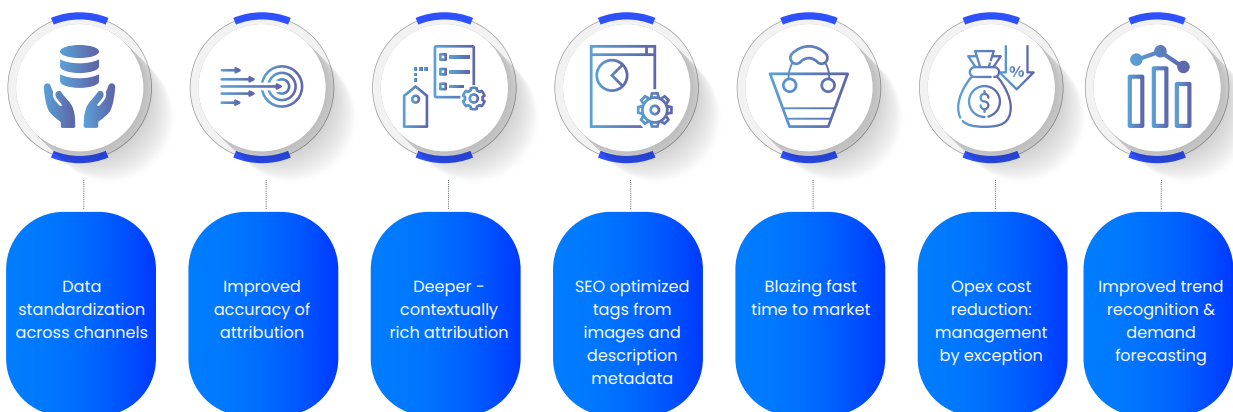 %
$
Data
standardization
across channels
Improved
accuracy of
attribution
Deeper -
contextually
rich attribution
SEO optimized
tags from
images and
description
metadata
Blazing fast
time to market
Opex cost
reduction:
management
by exception
Improved trend
recognition &
demand
forecasting